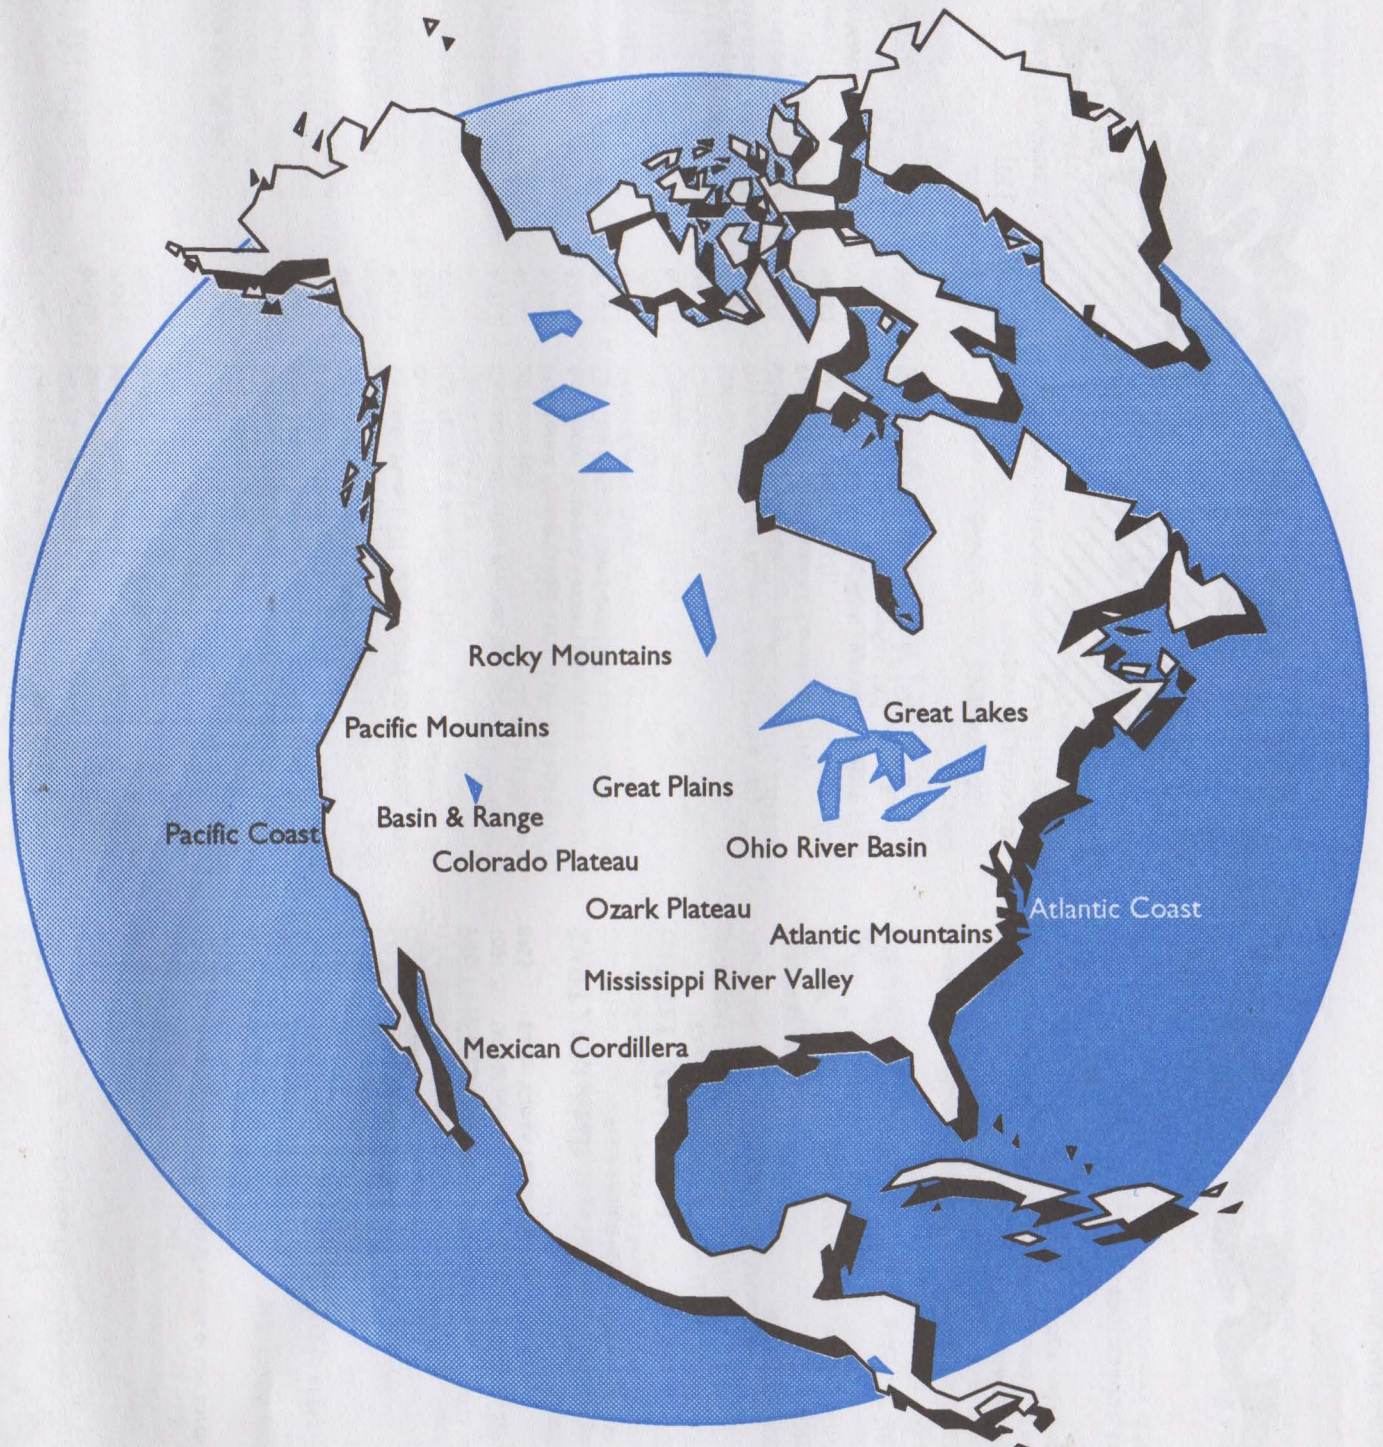 Rocky Mountains
Great Lakes
Pacific Mountains
Great Plains
Basin & Range
Pacific Coast
Ohio River Basin
Colorado Plateau
Ozark Plateau
Atlantic Coast
Atlantic Mountains
Mississippi River Valley
Mexican Cordillera